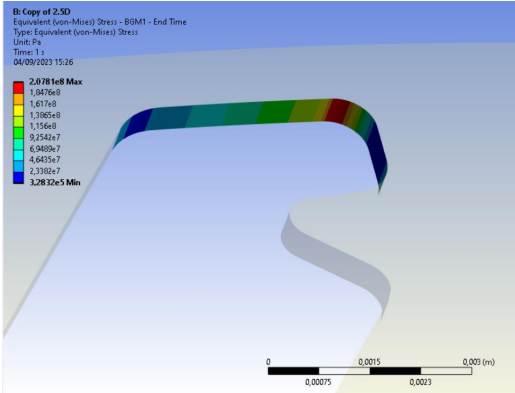 B: Copy of 2.5D
Equivalent (von-Mises) Stress - BGM1 - End Time
Type: Equivalent (von-Mises) Stress
Unit: Pa
Time: 1 s
04/09/2023 15:26
2,0781e8 Max
1,8476e8
1,617e8
1,3865e8
1,156e8
9,2542e7
6,9489e7
4,6435e7
2,3382e7
3,2832e5 Min
0 0,0015 0,003 (m)
0,00075 0,0023